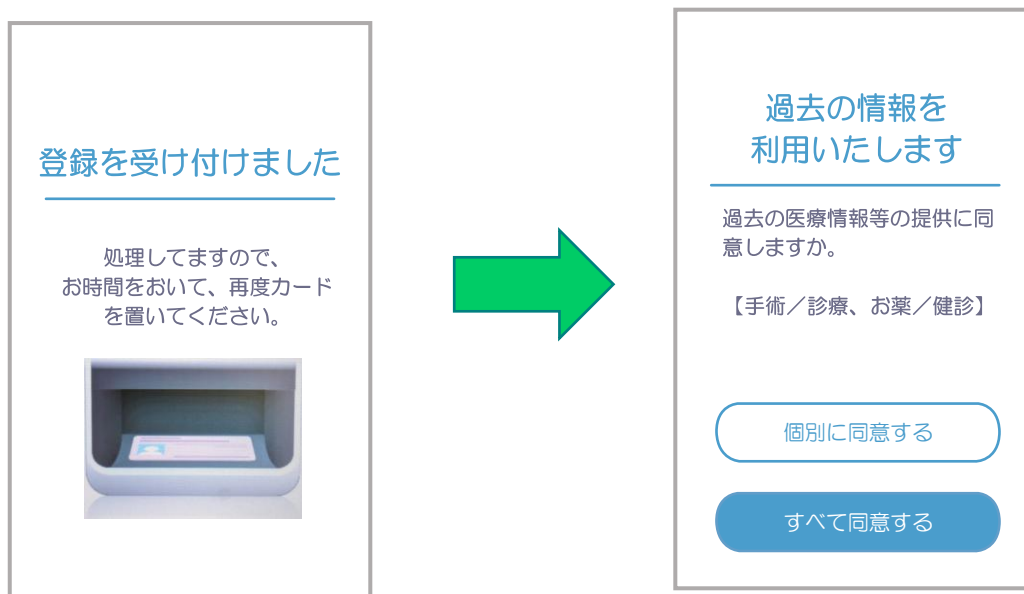 登録を受け付けました
処理してますので、
お時間をおいて、再度カード
を置いてください。
過去の情報を
利用いたします
過去の医療情報等の提供に同
意しますか。
【手術／診療、お薬／健診】
個別に同意する
すべて同意する